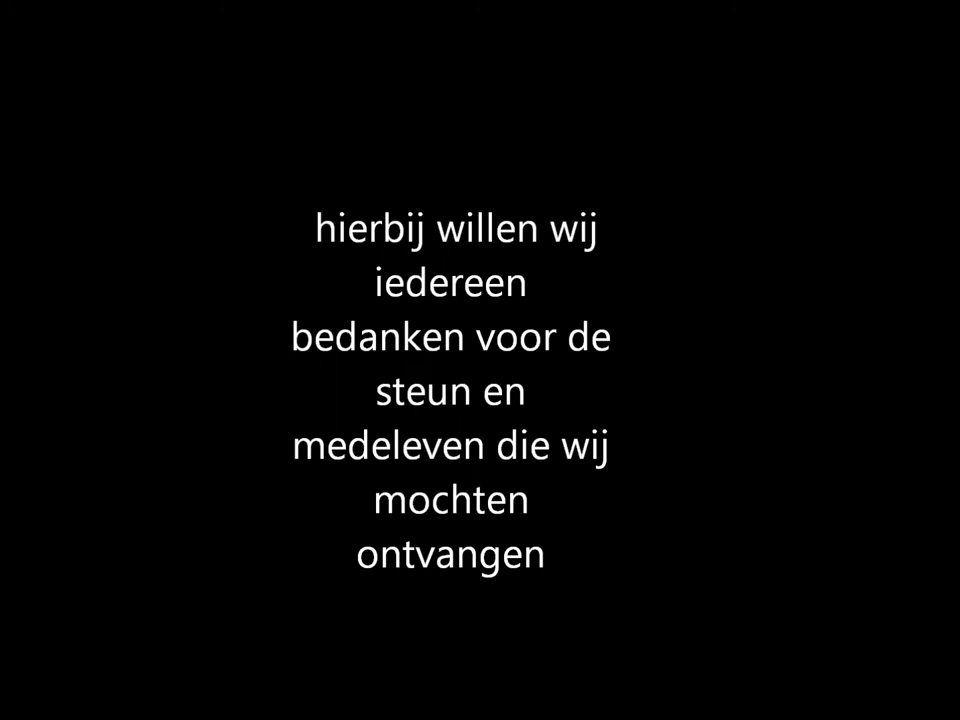 hierbij willen wij
iedereen
bedanken voor de
steun en
medeleven die wij
mochten
ontvangen